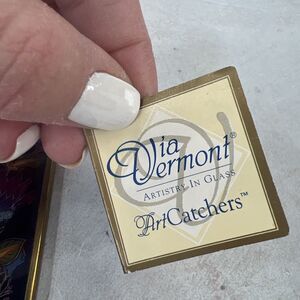 Via
Vermont®
ARTISTRY IN GLASS
ArtCatchers™